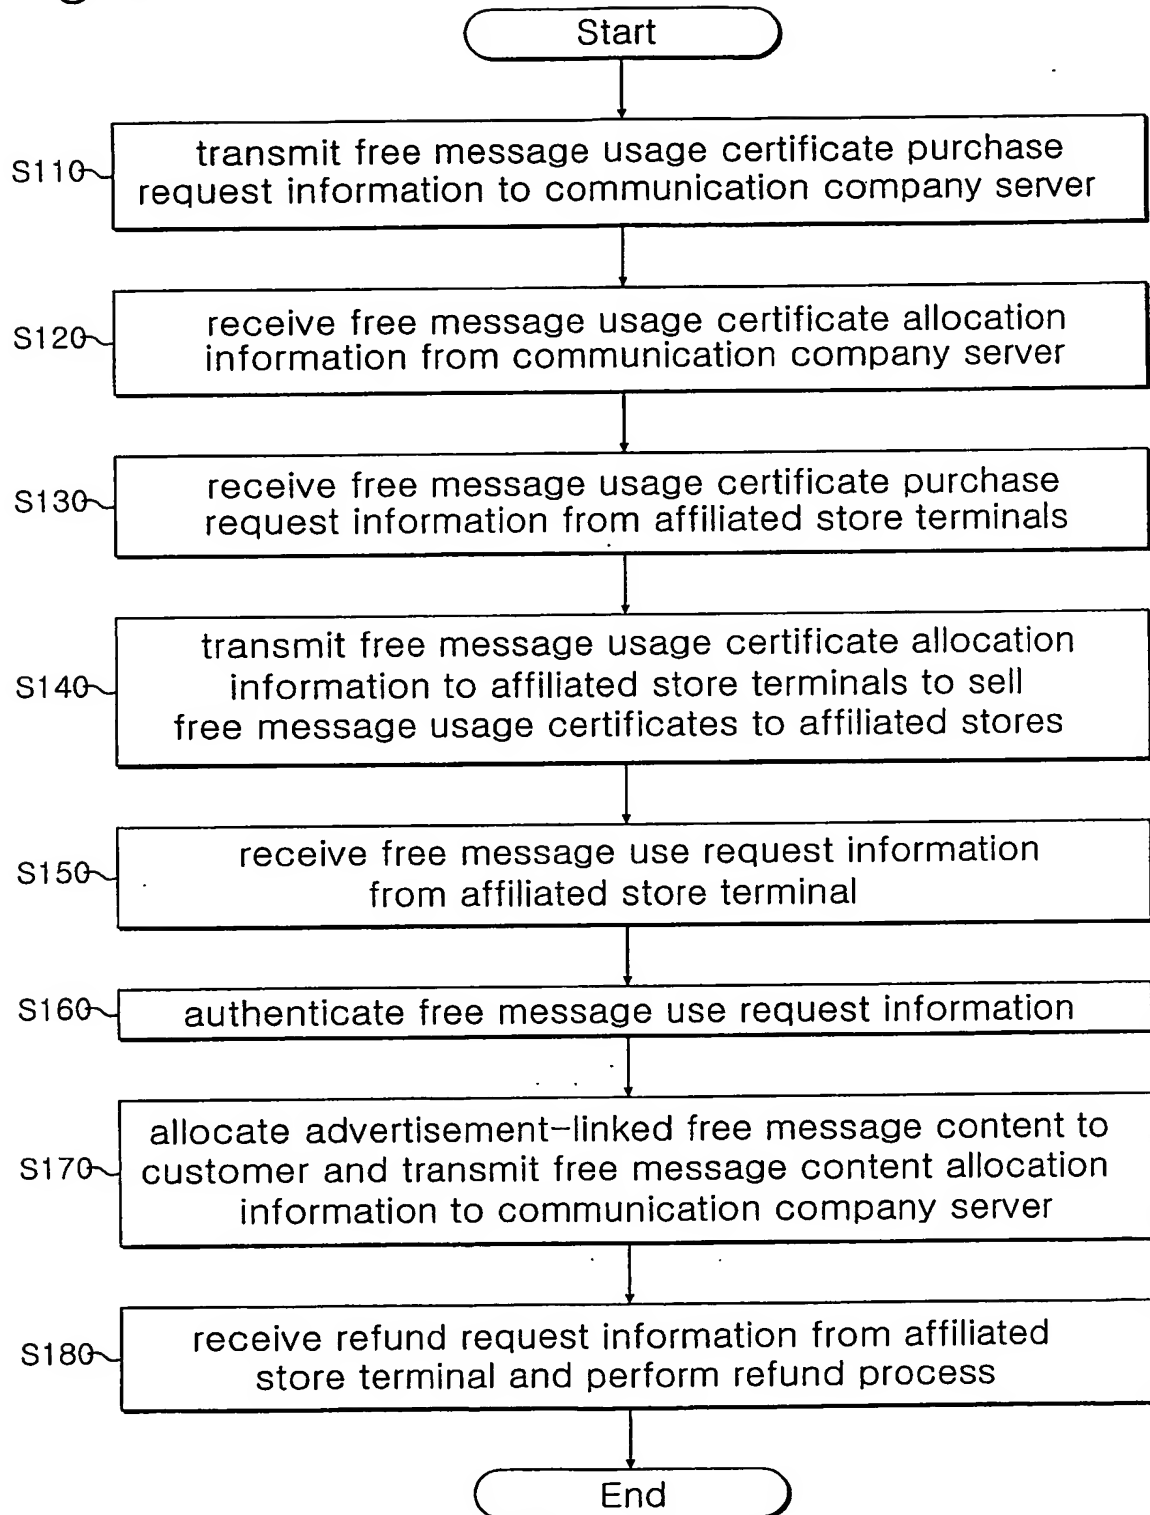 Start
S110
transmit free message usage certificate purchase
request information to communication company server
S120
receive free message usage certificate allocation
information from communication company server
S130
receive free message usage certificate purchase
request information from affiliated store terminals
S140
transmit free message usage certificate allocation
information to affiliated store terminals to sell
free message usage certificates to affiliated stores
S150
receive free message use request information
from affiliated store terminal
S160
authenticate free message use request information
S170
allocate advertisement-linked free message content to
customer and transmit free message content allocation
information to communication company server
S180
receive refund request information from affiliated
store terminal and perform refund process
End